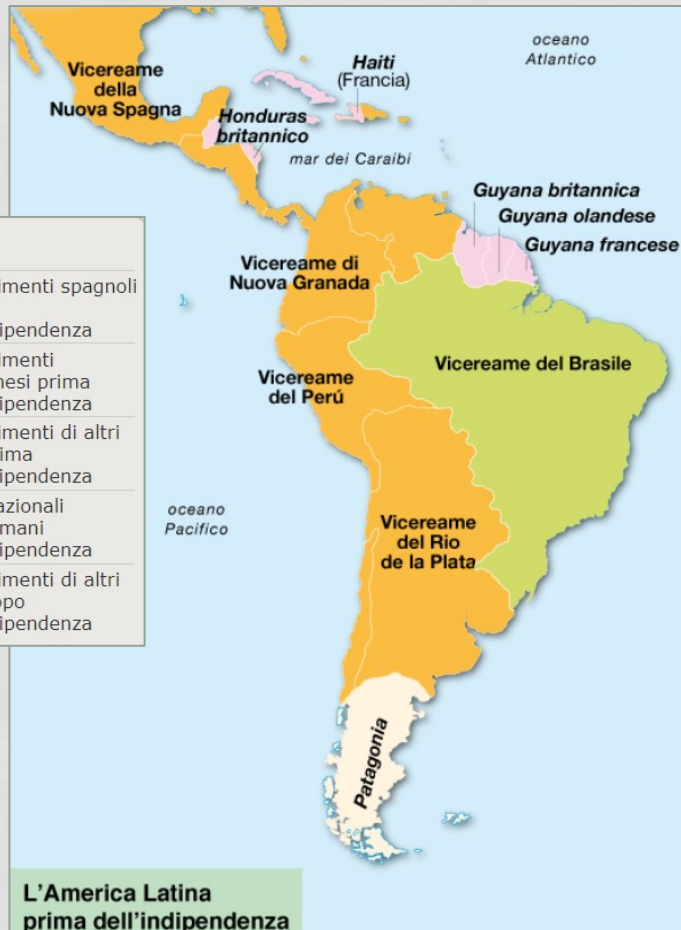 oceano
Atlantico
Haiti
(Francia)
Vicereame
della
Nuova Spagna
Honduras
britannico
mar dei Caraibi
Guyana britannica
Guyana olandese
Guyana francese
Vicereame di
Nuova Granada
Vicereame del Brasile
Vicereame
del Perú
oceano
Pacifico
Vicereame
del Rio
de la Plata
Patagonia
imenti spagnoli
ipendenza
imenti
nesi prima
ipendenza
imenti di altri
ima
ipendenza
azionali
mani
ipendenza
imenti di altri
opo
ipendenza
L'America Latina
prima dell'indipendenza